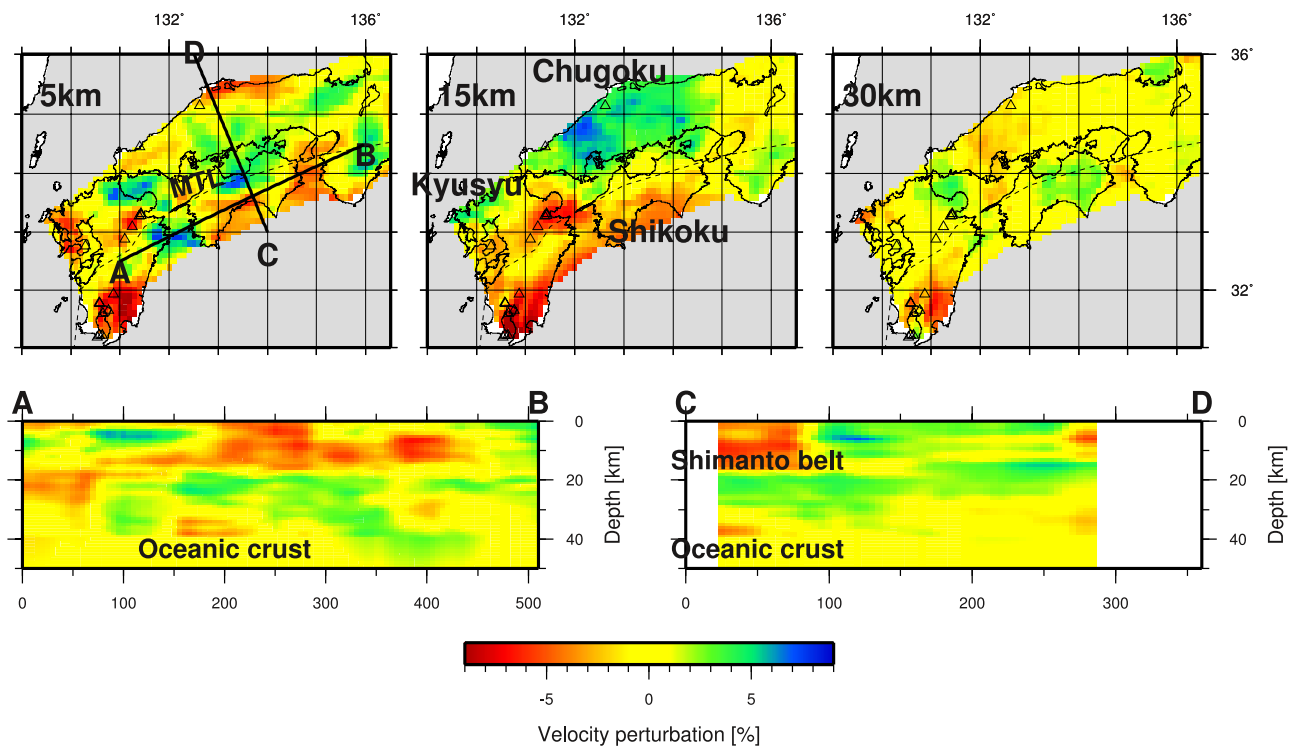 132° 136° 132° 136° 132° 136°
D
36°
5km
Chugoku
15km
30km
B
MTL
Kyusyu
Shikoku
C
A
32°
A B C D
0
Shimanto belt
20
Depth [km]
Oceanic crust
40
0 100 200 300 400 500
0
20
Depth [km]
Oceanic crust
40
0 100 200 300
-5 0 5
Velocity perturbation [%]